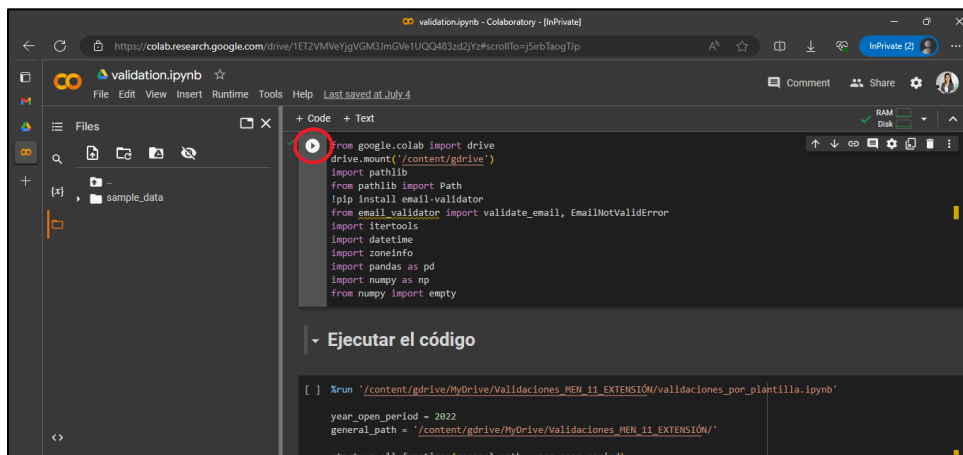 validation.ipynb - Colaboratory - [InPrivate]
https://colab.research.google.com/drive/1ET2VMVeYjgVGM3JmGVe1UQQ483zd2jYz#scrollTo=j5irbTaogTJp
InPrivate (2)
validation.ipynb
File Edit View Insert Runtime Tools Help Last saved at July 4
Comment Share
Files
+ Code + Text
RAM
Disk
..
sample_data
{x}
from google.colab import drive
drive.mount('/content/gdrive')
import pathlib
from pathlib import Path
!pip install email-validator
from email_validator import validate_email, EmailNotValidError
import itertools
import datetime
import zoneinfo
import pandas as pd
import numpy as np
from numpy import empty
Ejecutar el código
[ ] %run '/content/gdrive/MyDrive/Validaciones_MEN_11_EXTENSIÓN/validaciones_por_plantilla.ipynb'
year_open_period = 2022
general_path = '/content/gdrive/MyDrive/Validaciones_MEN_11_EXTENSIÓN/'